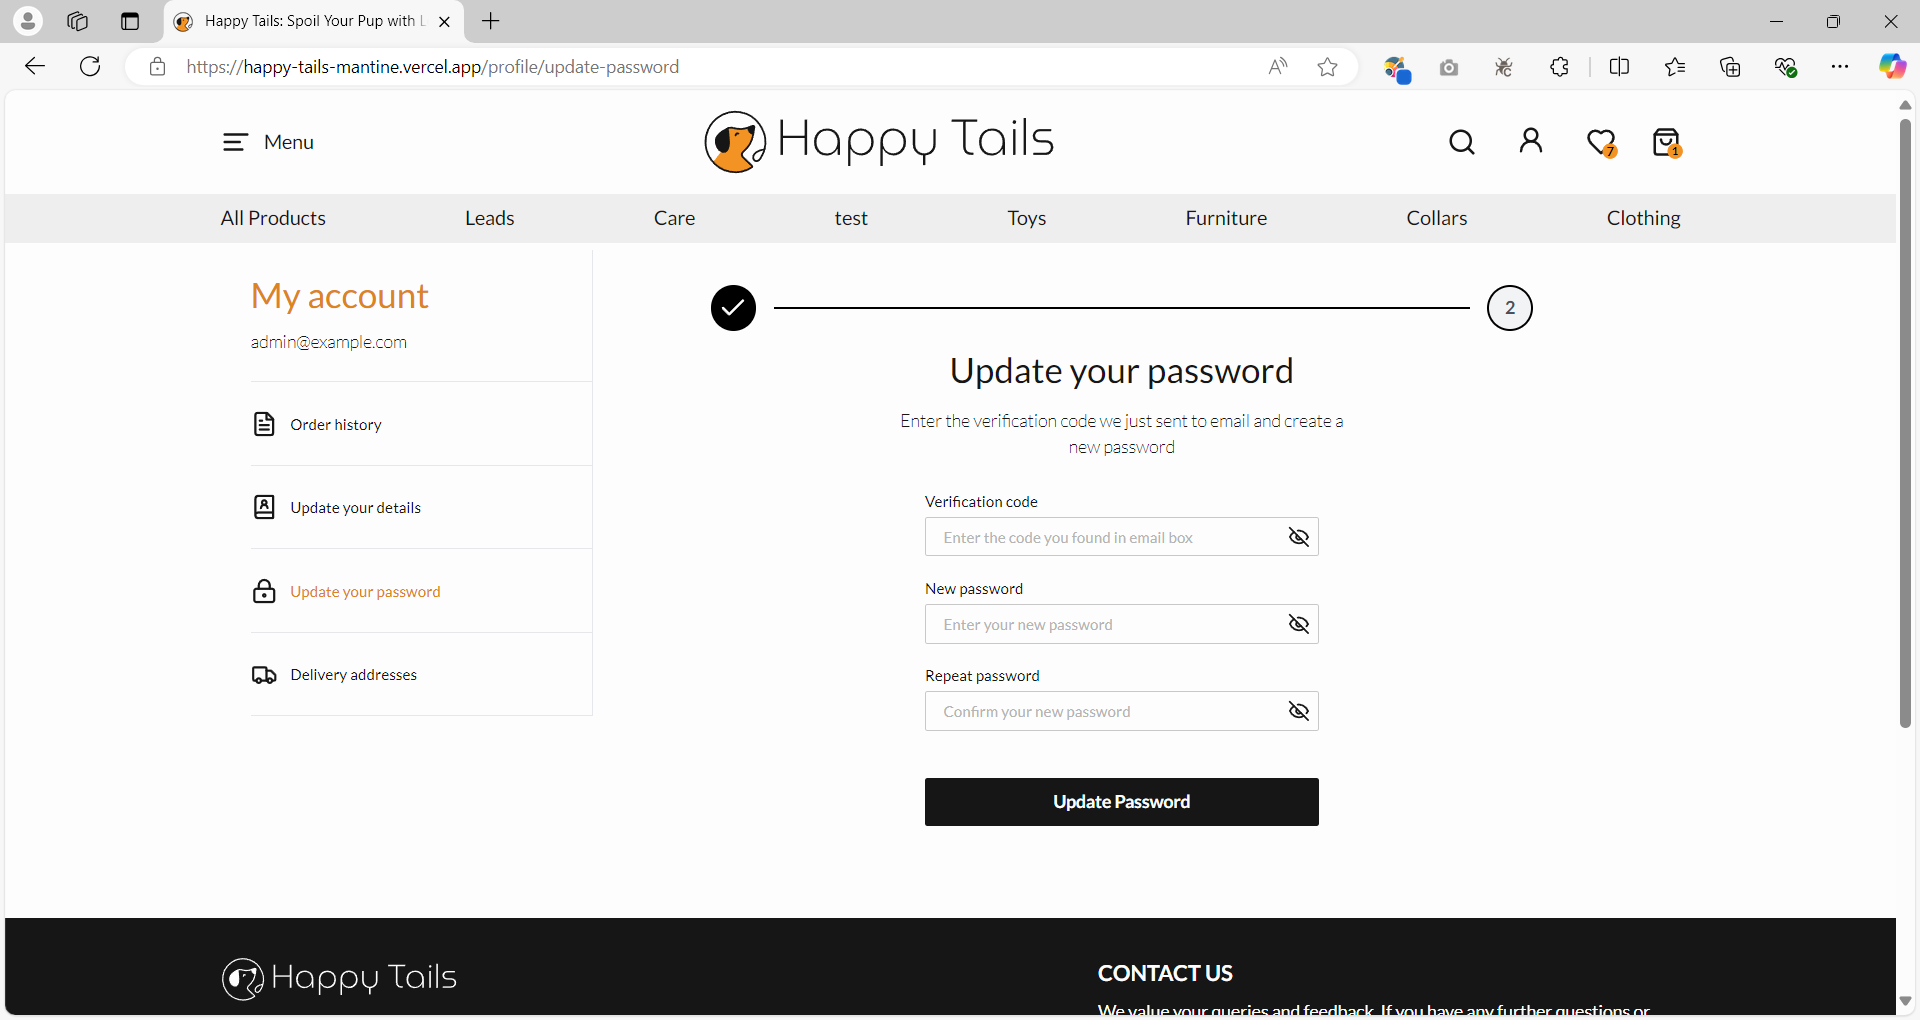 Happy Tails: Spoil Your Pup with L
https://happy-tails-mantine.vercel.app/profile/update-password
Menu
Happy Tails
7
1
All Products
Leads
Care
test
Toys
Furniture
Collars
Clothing
My account
admin@example.com
Order history
Update your details
Update your password
Delivery addresses
2
Update your password
Enter the verification code we just sent to email and create a
new password
Verification code
Enter the code you found in email box
New password
Enter your new password
Repeat password
Confirm your new password
Update Password
Happy Tails
CONTACT US
We value your queries and feedback. If you have any further questions or